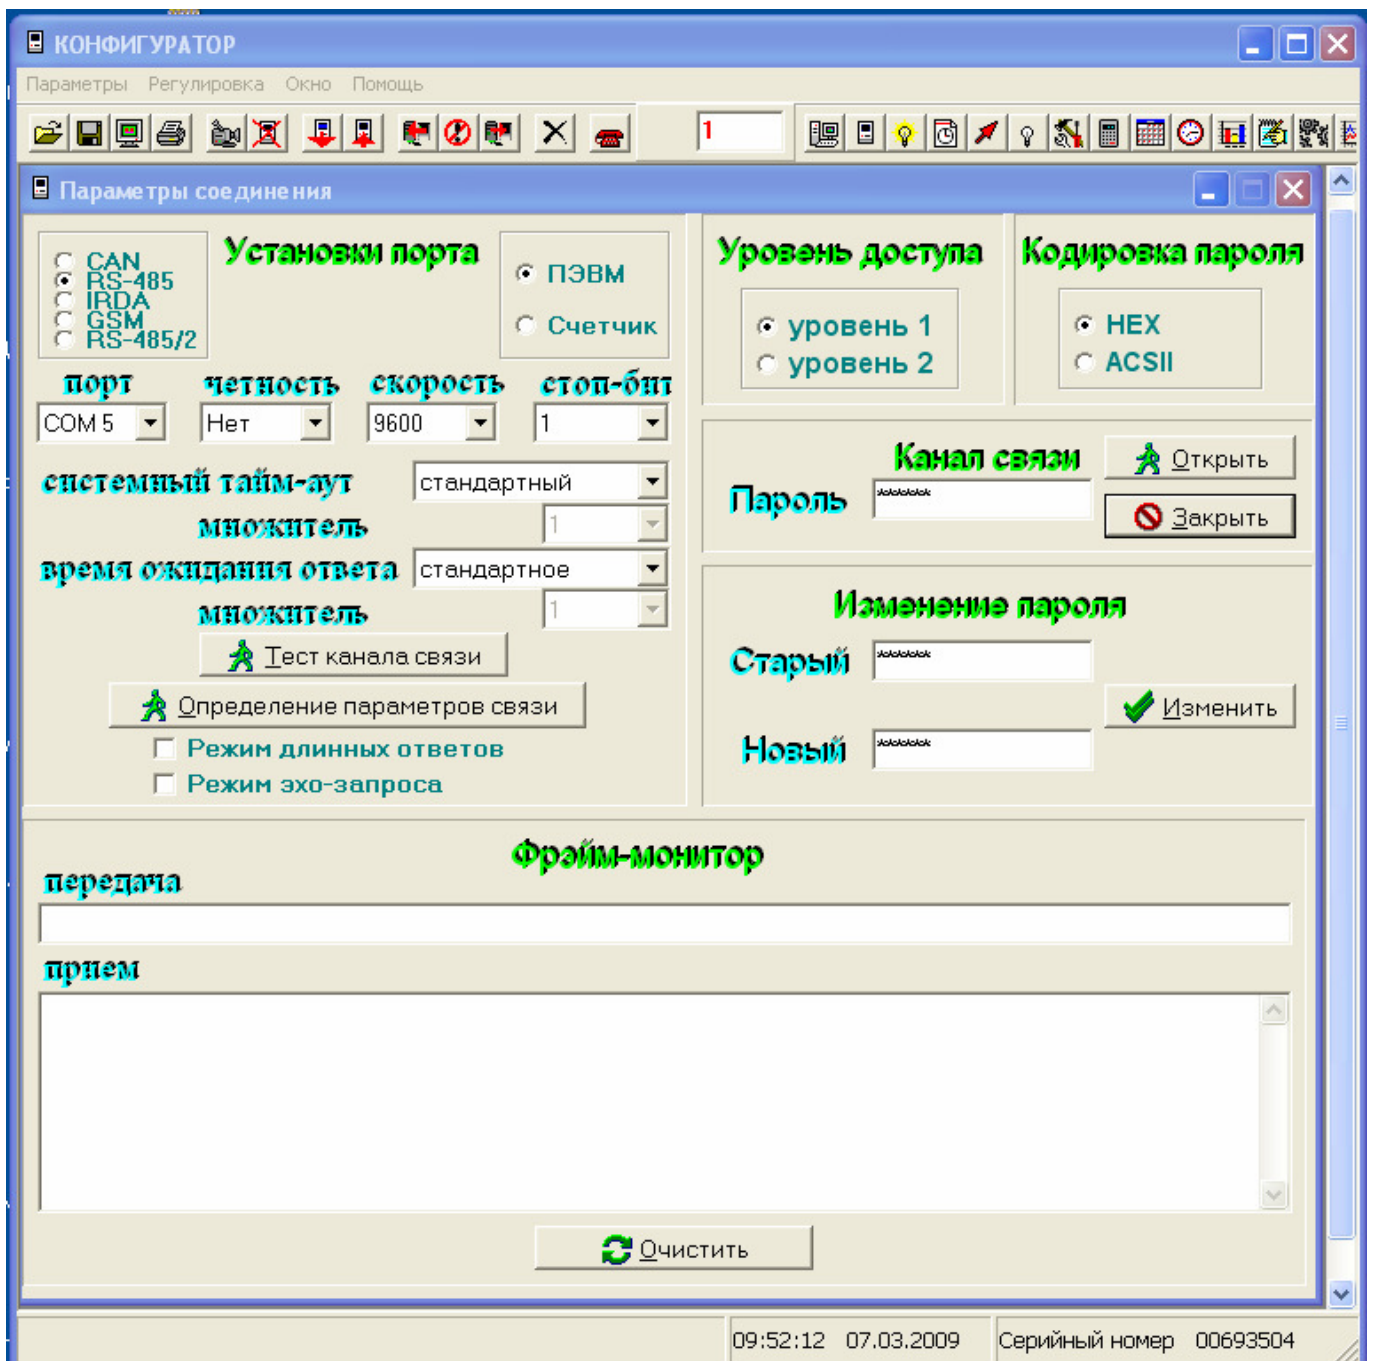 КОНФИГУРАТОР
Параметры Регулировка Окно Помощь
1
Параметры соединения
Установки порта
CAN
RS-485
IRDA
GSM
RS-485/2
ПЭВМ
Счетчик
порт четность скорость стоп-бит
COM 5 Нет 9600 1
системный тайм-аут стандартный
множитель 1
время ожидания ответа стандартное
множитель 1
Тест канала связи
Определение параметров связи
Режим длинных ответов
Режим эхо-запроса
Уровень доступа
уровень 1
уровень 2
Кодировка пароля
HEX
ACSII
Канал связи
Открыть
Пароль ******
Закрыть
Изменение пароля
Старый ******
Изменить
Новый ******
Фрэйм-монитор
передача
прием
Очистить
09:52:12 07.03.2009 Серийный номер 00693504